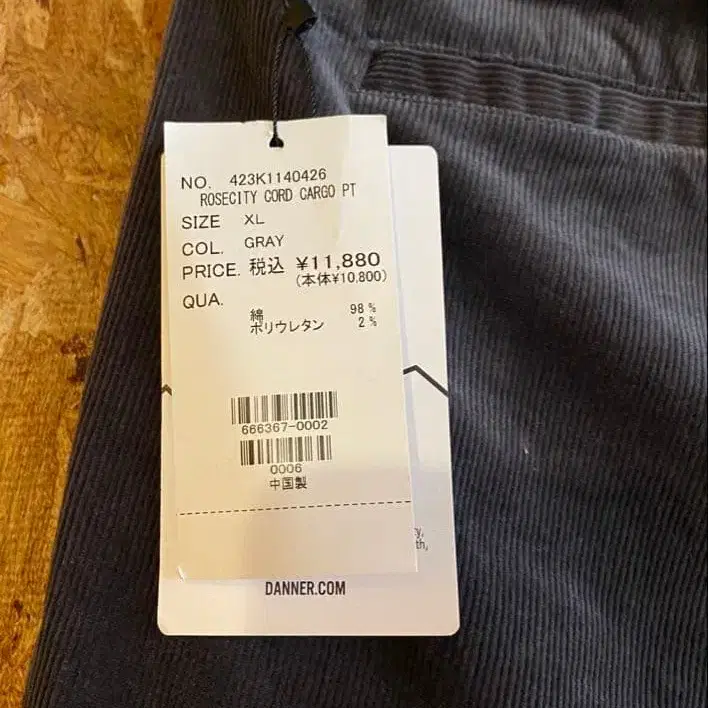 NO. 423K1140426
ROSECITY CORD CARGO PT
SIZE XL
COL. GRAY
PRICE. 税込 ¥11,880
(本体¥10.800)
QUA.
綿 98%
ポリウレタン 2%
666367-0002
0006
中国製
DANNER.COM